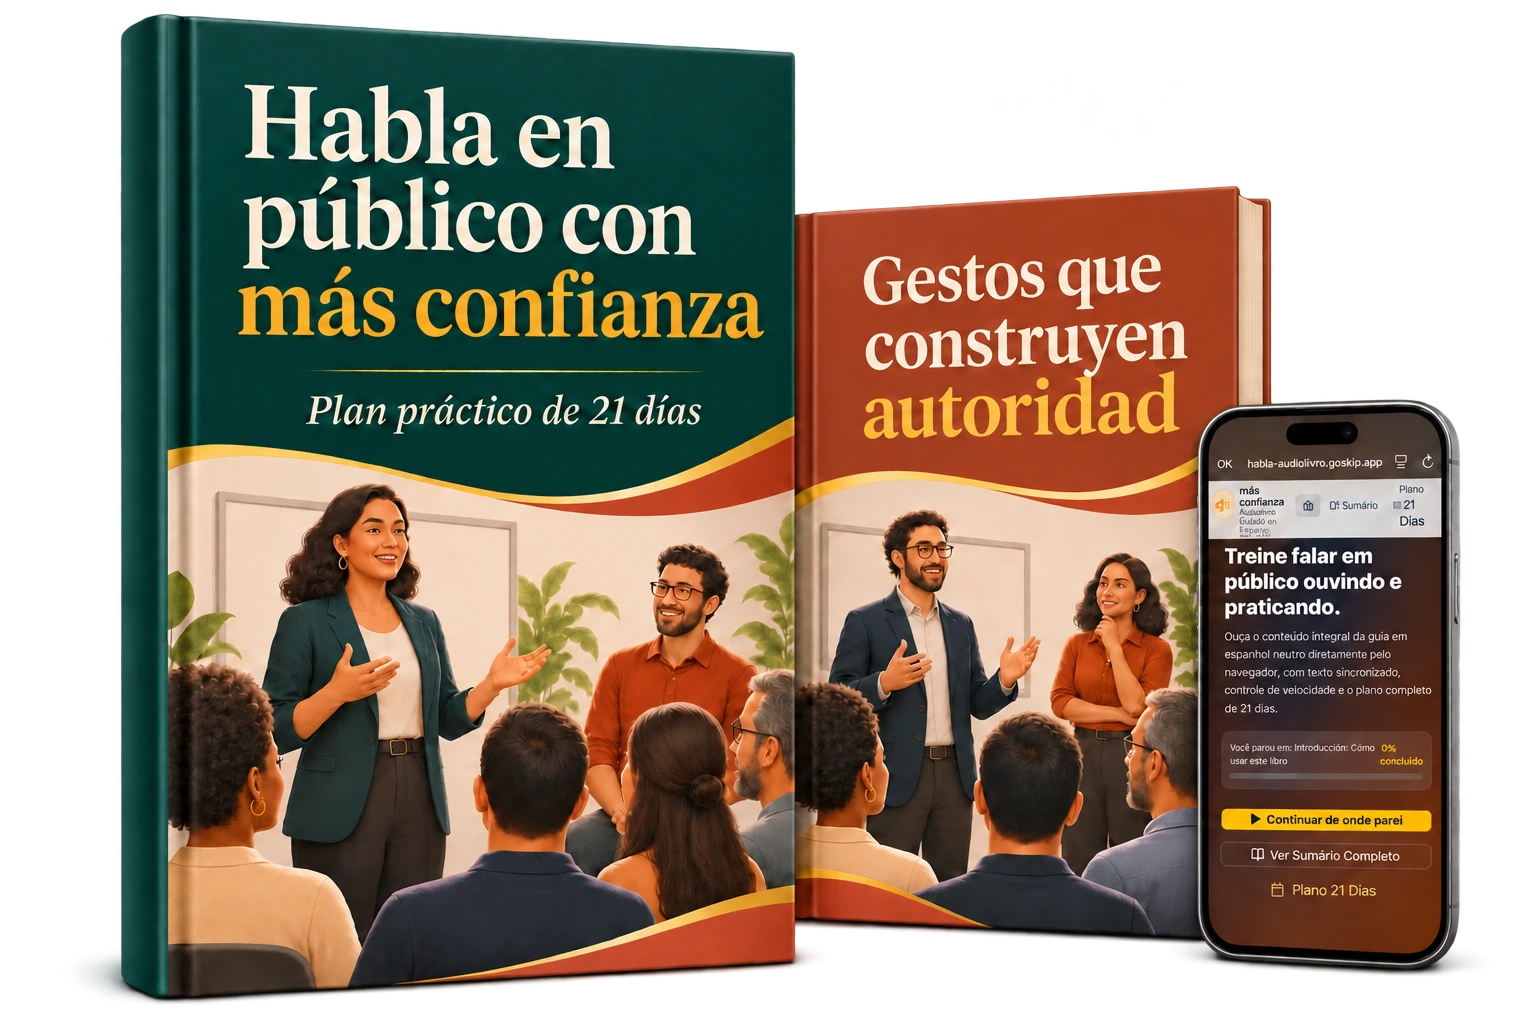 Habla en
público con
más confianza
Plan práctico de 21 días
Gestos que
construyen
autoridad
OK habla-audiolivro.goskip.app
más
confianza
Sumário
Plano
21
Dias
Treine falar em
público ouvindo e
praticando.
Ouça o conteúdo integral da guia em
espanhol neutro diretamente pelo
navegador, com texto sincronizado,
controle de velocidade e o plano completo
de 21 dias.
Você parou em: Introducción: Cómo
usar este libro
0%
concluído
Continuar de onde parei
Ver Sumário Completo
Plano 21 Dias